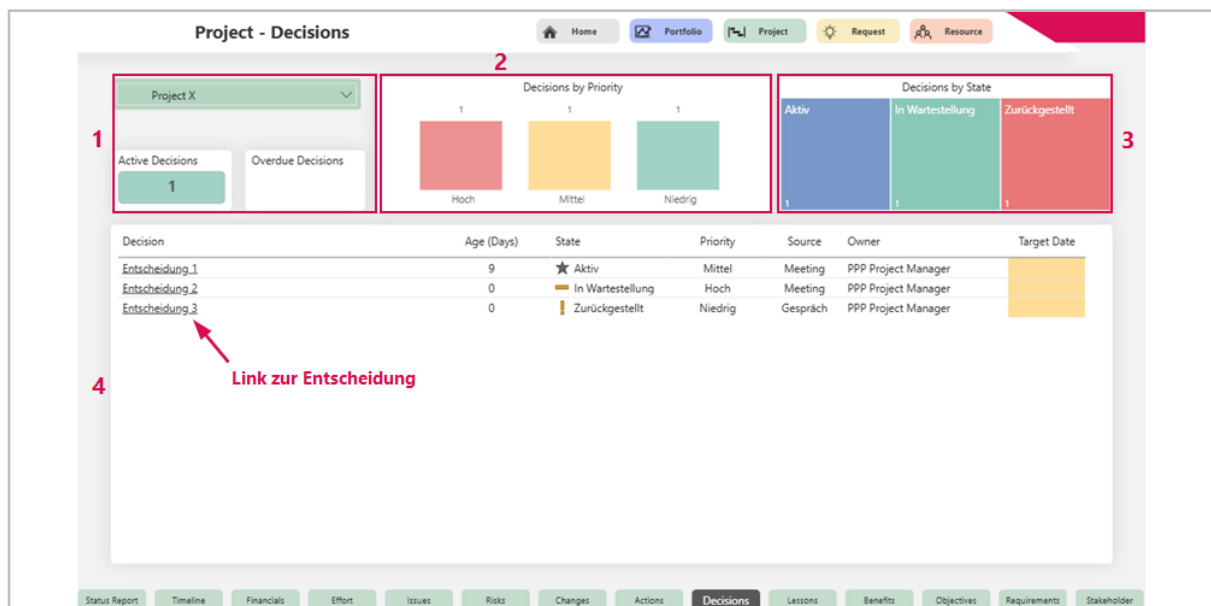 Project - Decisions
Home
Portfolio
Project
Request
Resource
1
Project X
Active Decisions
1
Overdue Decisions
2
Decisions by Priority
1 1 1
Hoch Mittel Niedrig
3
Decisions by State
Aktiv In Wartestellung Zurückgestellt
1 1 1
4
Decision Age (Days) State Priority Source Owner Target Date
Entscheidung 1 9 Aktiv Mittel Meeting PPP Project Manager
Entscheidung 2 0 In Wartestellung Hoch Meeting PPP Project Manager
Entscheidung 3 0 Zurückgestellt Niedrig Gespräch PPP Project Manager
Link zur Entscheidung
Status Report Timeline Financials Effort Issues Risks Changes Actions Decisions Lessons Benefits Objectives Requirements Stakeholder